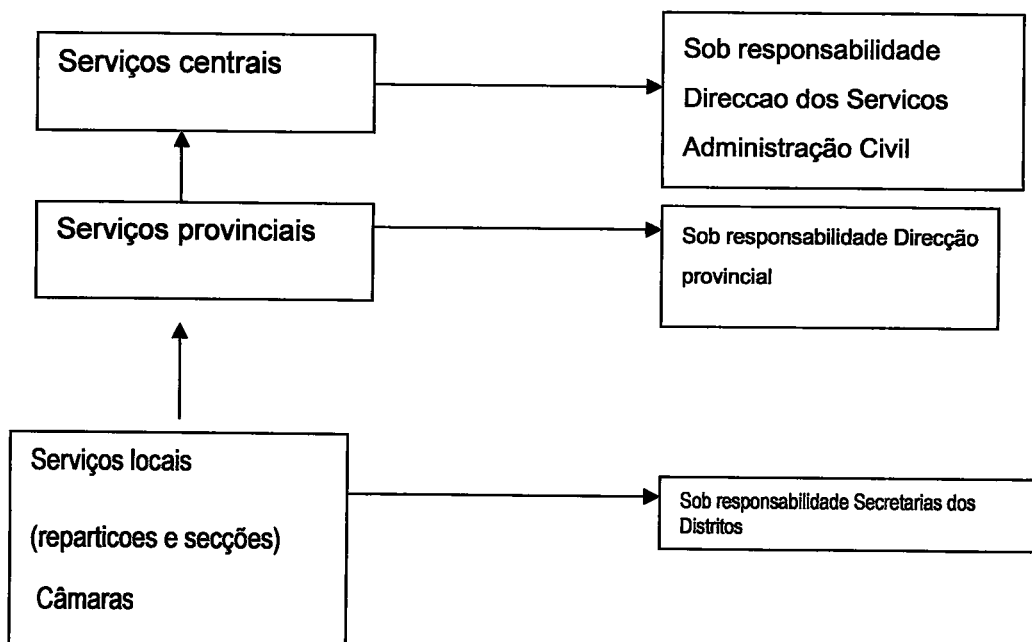 Serviços centrais
Sob responsabilidade
Direccao dos Servicos
Administração Civil
Serviços provinciais
Sob responsabilidade Direcção
provincial
Serviços locais
(reparticoes e secções)
Câmaras
Sob responsabilidade Secretarias dos
Distritos